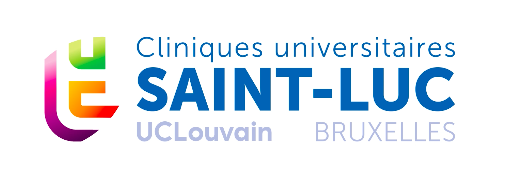 Cliniques universitaires
SAINT-LUC
UCLouvain BRUXELLES